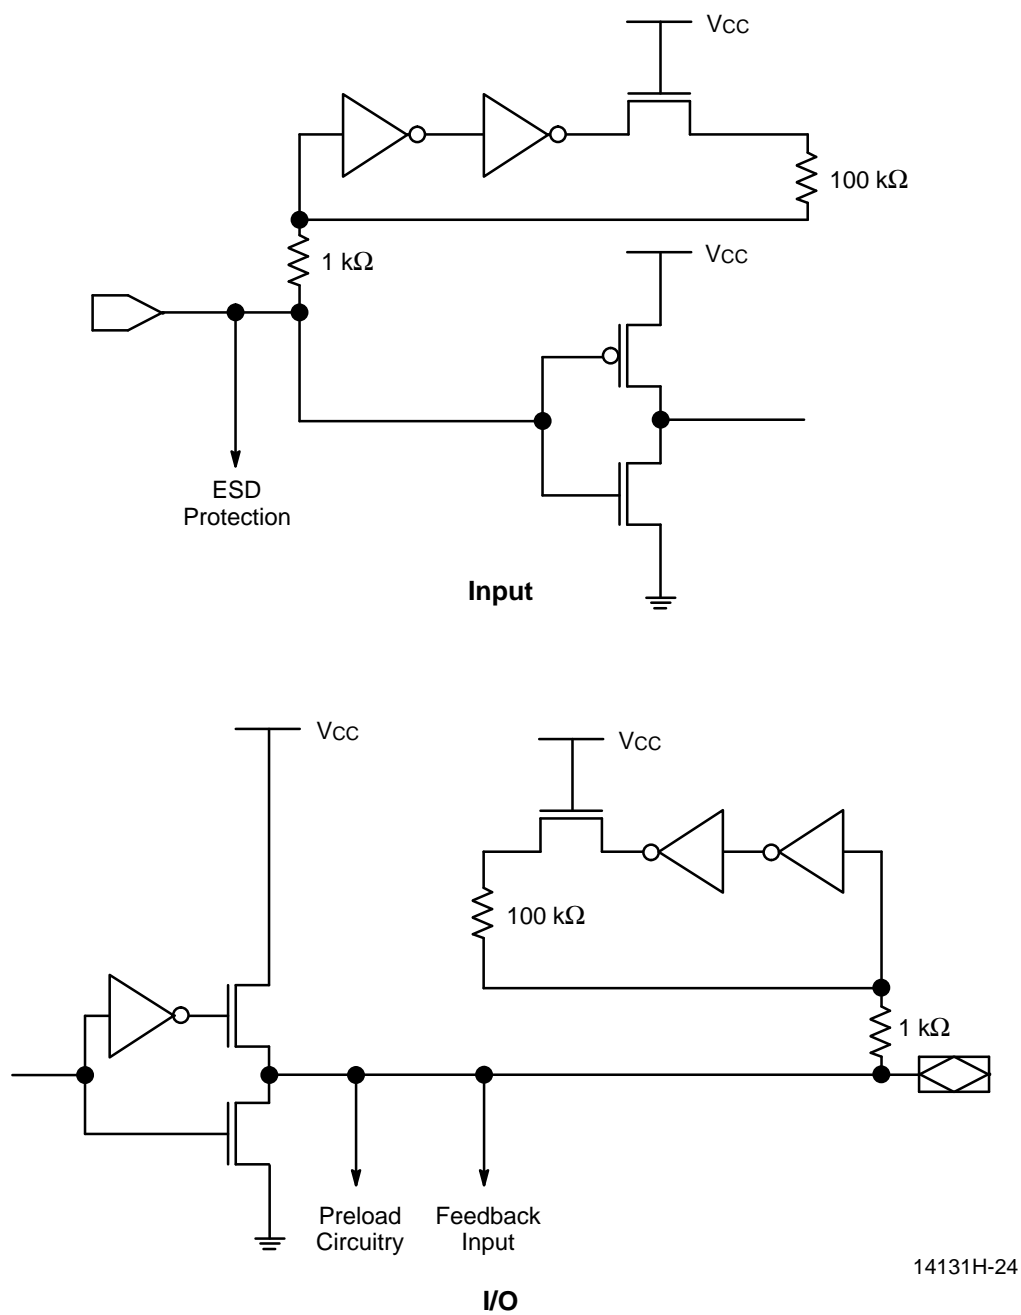 VCC
100 kΩ
1 kΩ
VCC
ESD
Protection
Input
VCC
VCC
100 kΩ
1 kΩ
Preload
Circuitry
Feedback
Input
14131H-24
I/O